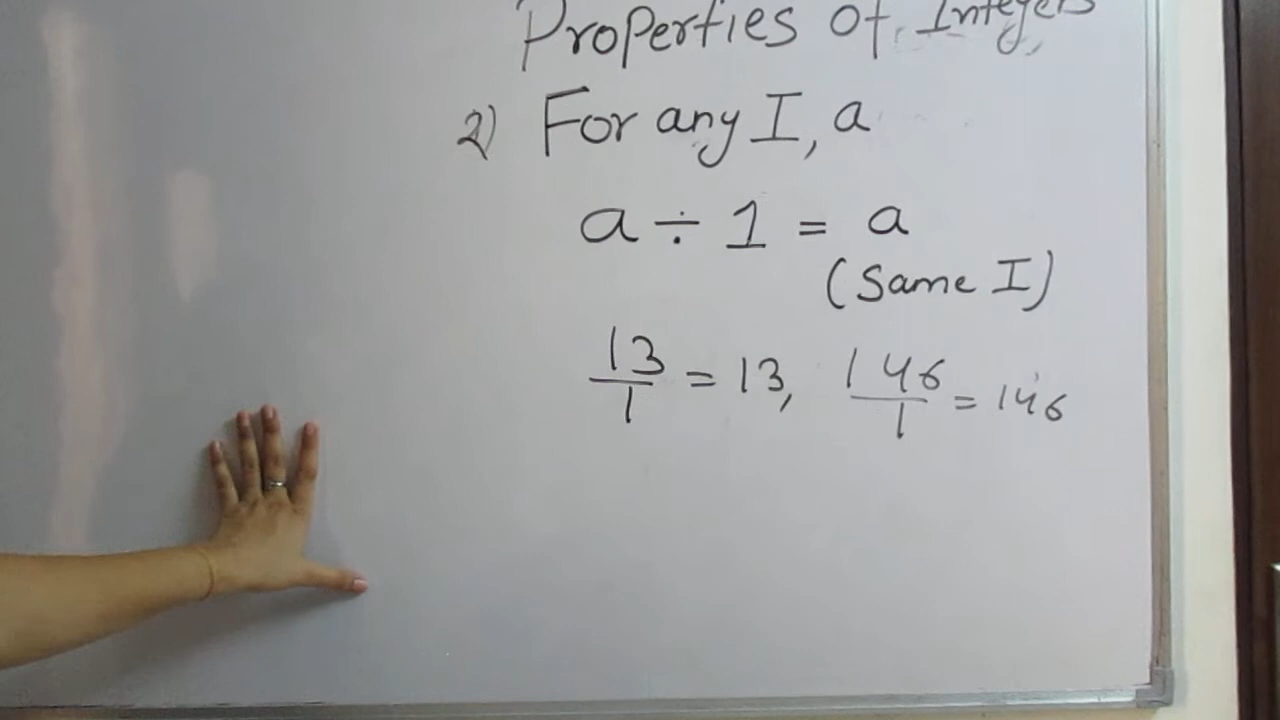 Properties of Integers
2) For any I, a
a ÷ 1 = a
(Same I)
13/1 = 13, 146/1 = 146